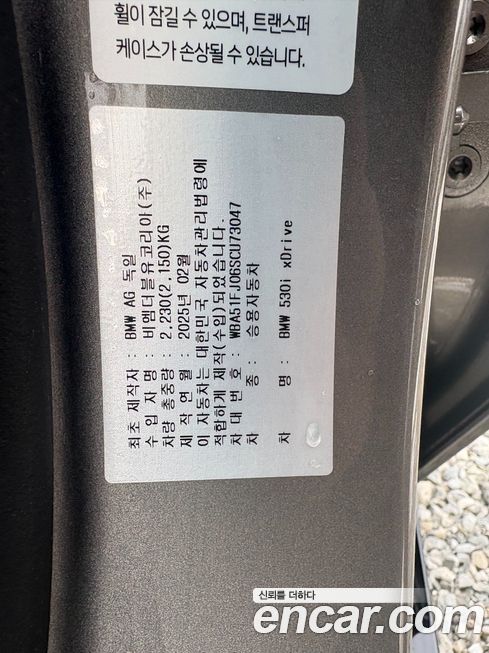 휠이 잠길 수 있으며, 트랜스퍼
케이스가 손상될 수 있습니다.
최초 제작자 : BMW AG 독일
수 입 자 명 : 비엠더블유코리아(주)
차량 총중량 : 2,230(2,150)KG
제 작 연 월 : 2025년 02월
이 자동차는 대한민국 자동차관리법령에
적합하게 제작(수입)되었습니다.
차 대 번 호 : WBA51FJ06SCU73047
차 종 : 승용자동차
차 명 : BMW 530i xDrive
신뢰를 더하다
encar.com